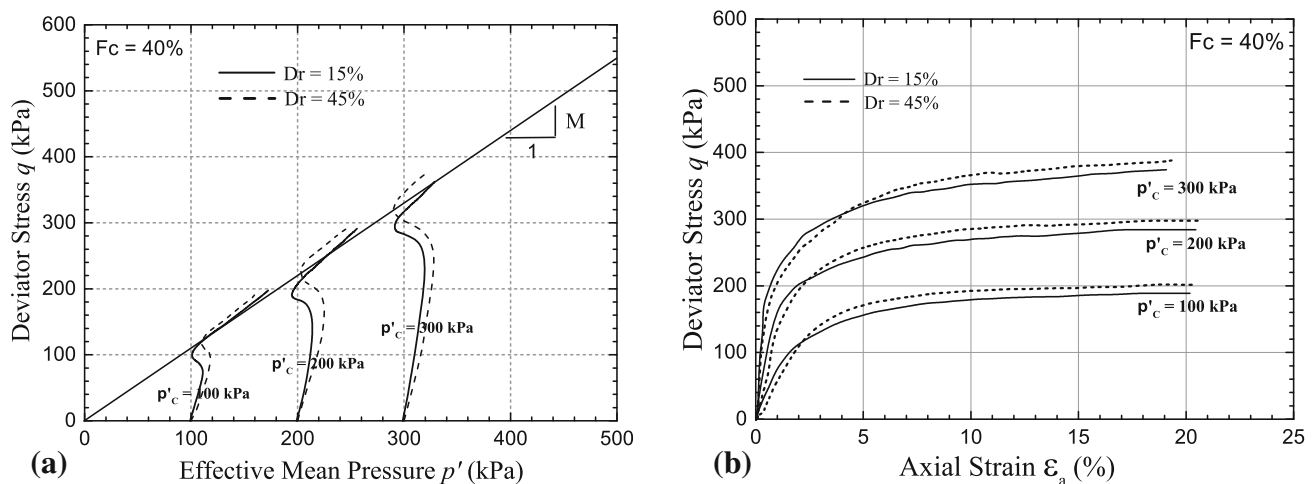 600
500
400
300
200
100
0
Deviator Stress q (kPa)
Fc = 40%
Dr = 15%
Dr = 45%
M
1
p'C = 100 kPa
p'C = 200 kPa
p'C = 300 kPa
0 100 200 300 400 500
Effective Mean Pressure p' (kPa)
(a)
600
500
400
300
200
100
0
Deviator Stress q (kPa)
Fc = 40%
Dr = 15%
Dr = 45%
p'C = 300 kPa
p'C = 200 kPa
p'C = 100 kPa
0 5 10 15 20 25
Axial Strain εa (%)
(b)